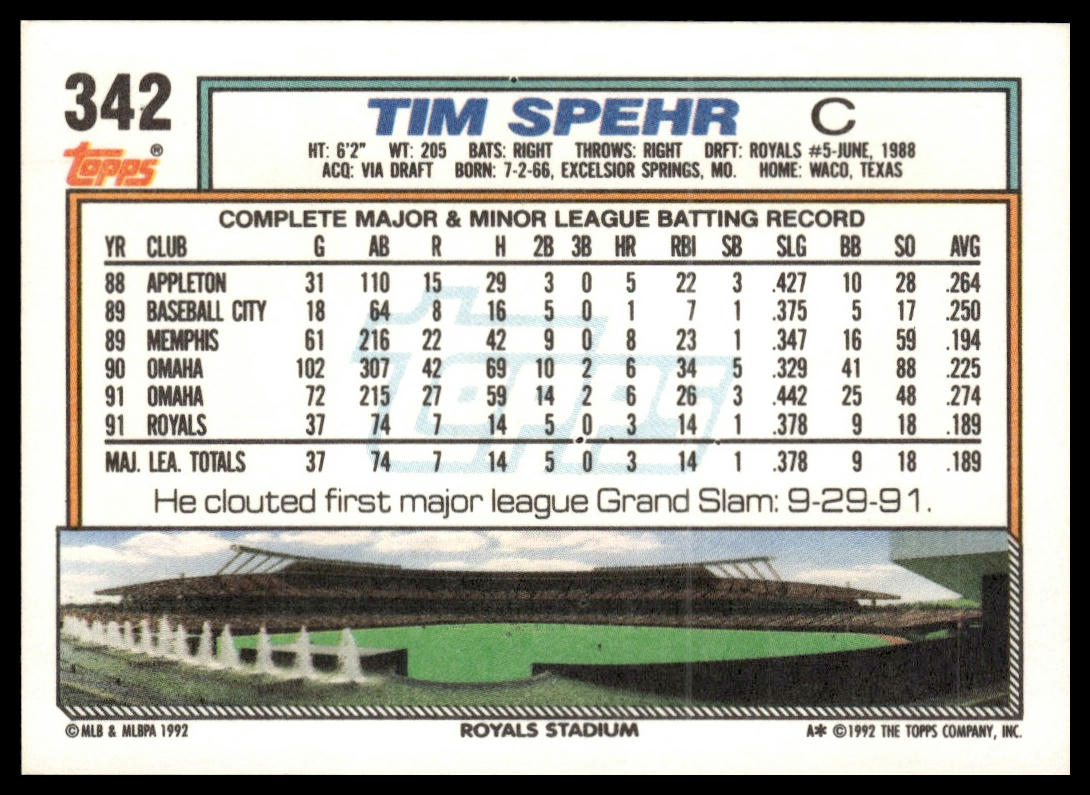 342
TIM SPEHR C
Topps®
HT: 6'2" WT: 205 BATS: RIGHT THROWS: RIGHT DRFT: ROYALS #5-JUNE, 1988
ACQ: VIA DRAFT BORN: 7-2-66, EXCELSIOR SPRINGS, MO. HOME: WACO, TEXAS
COMPLETE MAJOR & MINOR LEAGUE BATTING RECORD
YR CLUB G AB R H 2B 3B HR RBI SB SLG BB SO AVG
88 APPLETON 31 110 15 29 3 0 5 22 3 .427 10 28 .264
89 BASEBALL CITY 18 64 8 16 5 0 1 7 1 .375 5 17 .250
89 MEMPHIS 61 216 22 42 9 0 8 23 1 .347 16 59 .194
90 OMAHA 102 307 42 69 10 2 6 34 5 .329 41 88 .225
91 OMAHA 72 215 27 59 14 2 6 26 3 .442 25 48 .274
91 ROYALS 37 74 7 14 5 0 3 14 1 .378 9 18 .189
MAJ. LEA. TOTALS 37 74 7 14 5 0 3 14 1 .378 9 18 .189
Topps
He clouted first major league Grand Slam: 9-29-91.
©MLB & MLBPA 1992 ROYALS STADIUM A* ©1992 THE TOPPS COMPANY, INC.